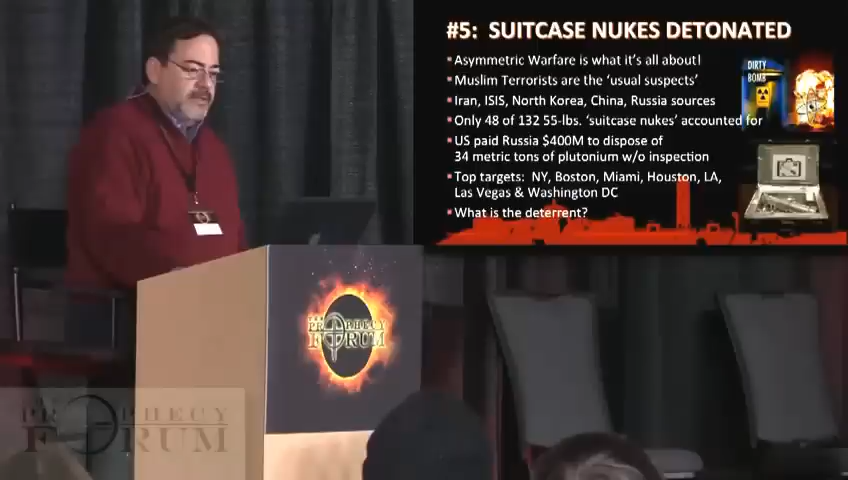 #5: SUITCASE NUKES DETONATED
Asymmetric Warfare is what it's all about!
Muslim Terrorists are the 'usual suspects'
Iran, ISIS, North Korea, China, Russia sources
Only 48 of 132 55-lbs. 'suitcase nukes' accounted for
US paid Russia $400M to dispose of
34 metric tons of plutonium w/o inspection
Top targets: NY, Boston, Miami, Houston, LA,
Las Vegas & Washington DC
What is the deterrent?
DIRTY
BOMB
PROPHECY
FORUM
PROPHECY
FORUM